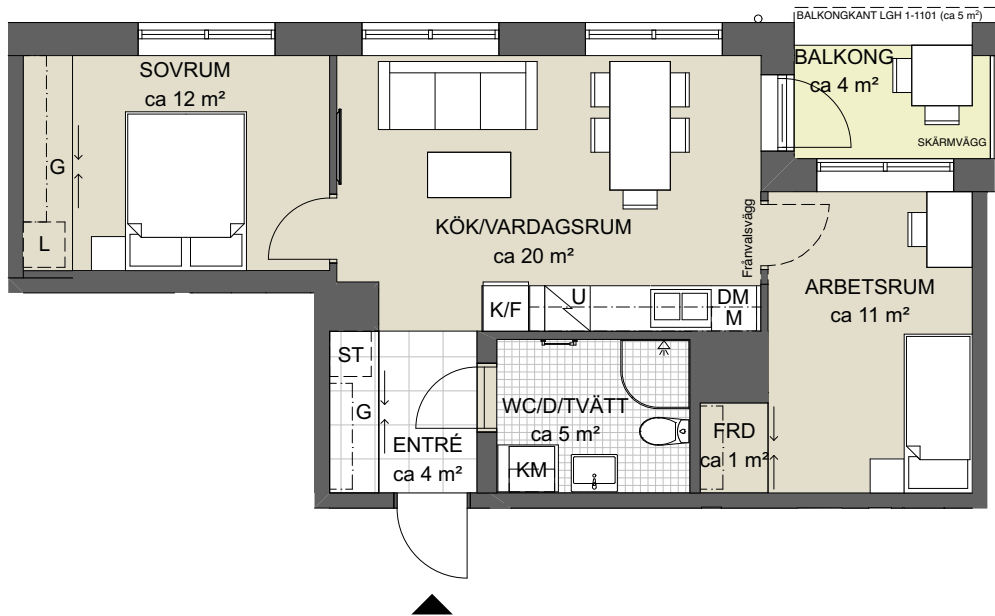 BALKONGKANT LGH 1-1101 (ca 5 m²)
SOVRUM
ca 12 m²
BALKONG
ca 4 m²
SKÄRMVÄGG
G
L
KÖK/VARDAGSRUM
ca 20 m²
Frånvalsvägg
ARBETSRUM
ca 11 m²
K/F
U
DM
M
ST
G
ENTRÉ
ca 4 m²
WC/D/TVÄTT
ca 5 m²
KM
FRD
ca 1 m²